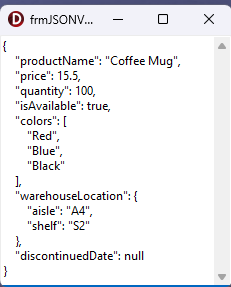 frmJSONV...
{
    "productName": "Coffee Mug",
    "price": 15.5,
    "quantity": 100,
    "isAvailable": true,
    "colors": [
        "Red",
        "Blue",
        "Black"
    ],
    "warehouseLocation": {
        "aisle": "A4",
        "shelf": "S2"
    },
    "discontinuedDate": null
}